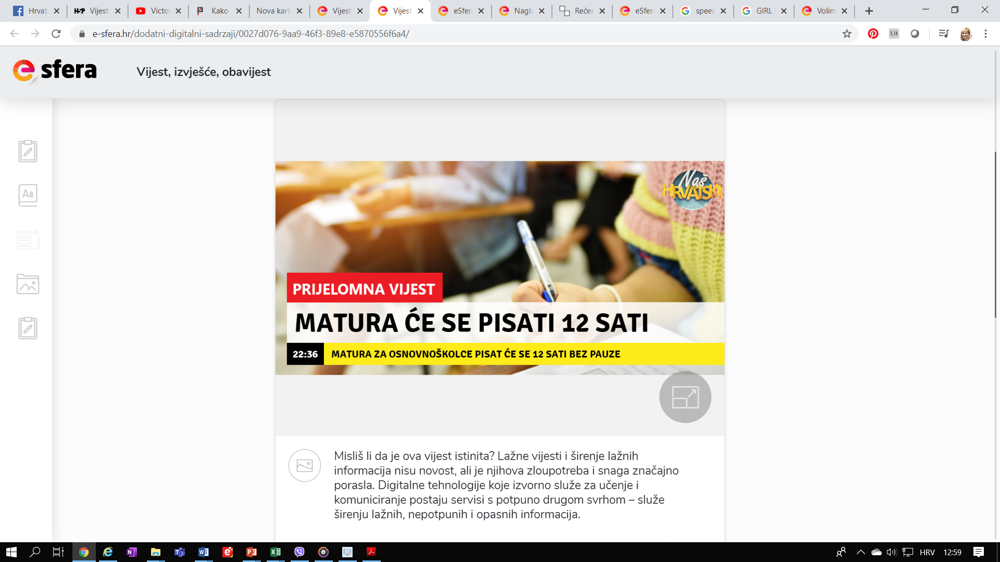 Hrvat
Vijest
Victo
Kako
Nova kart
Vijest
Vijest
eSfer
Nagla
Rečer
eSfer
speec
GIRL
Volim
e-sfera.hr/dodatni-digitalni-sadrzaji/0027d076-9aa9-46f3-89e8-e5870556f6a4/
3,14
sfera
Vijest, izvješće, obavijest
Aa
Naš
HRVATSKI
PRIJELOMNA VIJEST
MATURA ĆE SE PISATI 12 SATI
22:36 MATURA ZA OSNOVNOŠKOLCE PISAT ĆE SE 12 SATI BEZ PAUZE
Misliš li da je ova vijest istinita? Lažne vijesti i širenje lažnih
informacija nisu novost, ali je njihova zloupotreba i snaga značajno
porasla. Digitalne tehnologije koje izvorno služe za učenje i
komuniciranje postaju servisi s potpuno drugom svrhom – služe
širenju lažnih, nepotpunih i opasnih informacija.
HRV 12:59